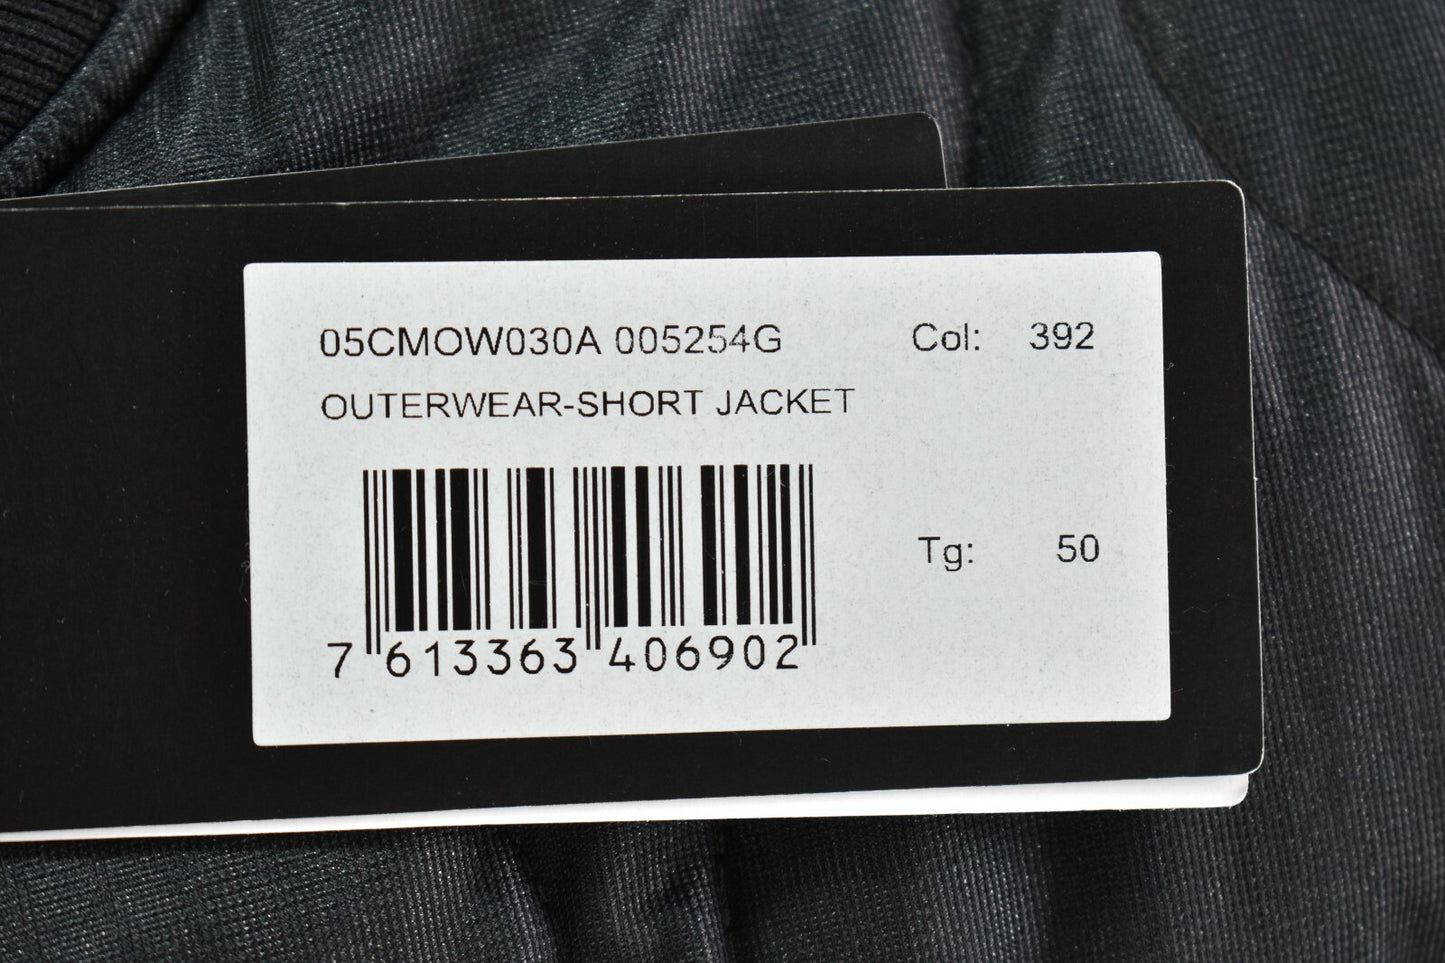 05CMOW030A 005254G Col: 392
OUTERWEAR-SHORT JACKET
Tg: 50
7 613363 406902